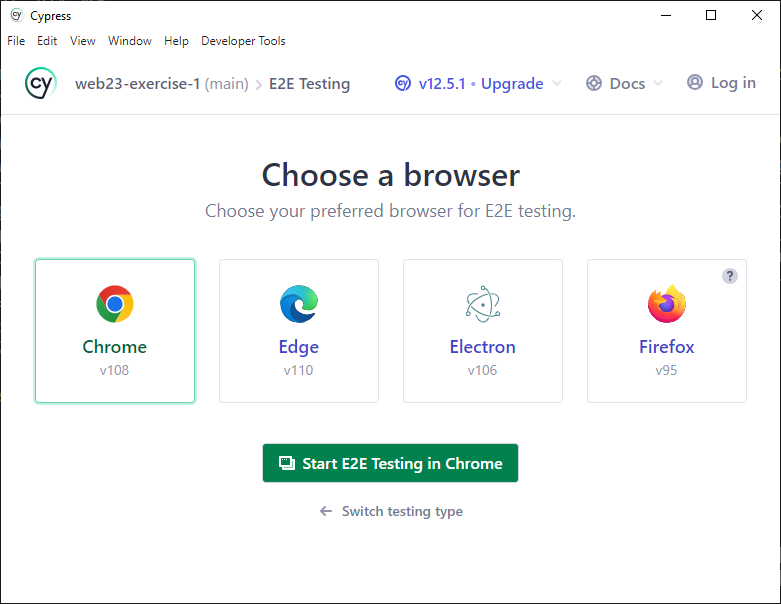 Cypress
File Edit View Window Help Developer Tools
cy web23-exercise-1 (main) > E2E Testing cy v12.5.1 • Upgrade Docs Log in
Choose a browser
Choose your preferred browser for E2E testing.
?
Chrome Edge Electron Firefox
v108 v110 v106 v95
Start E2E Testing in Chrome
← Switch testing type